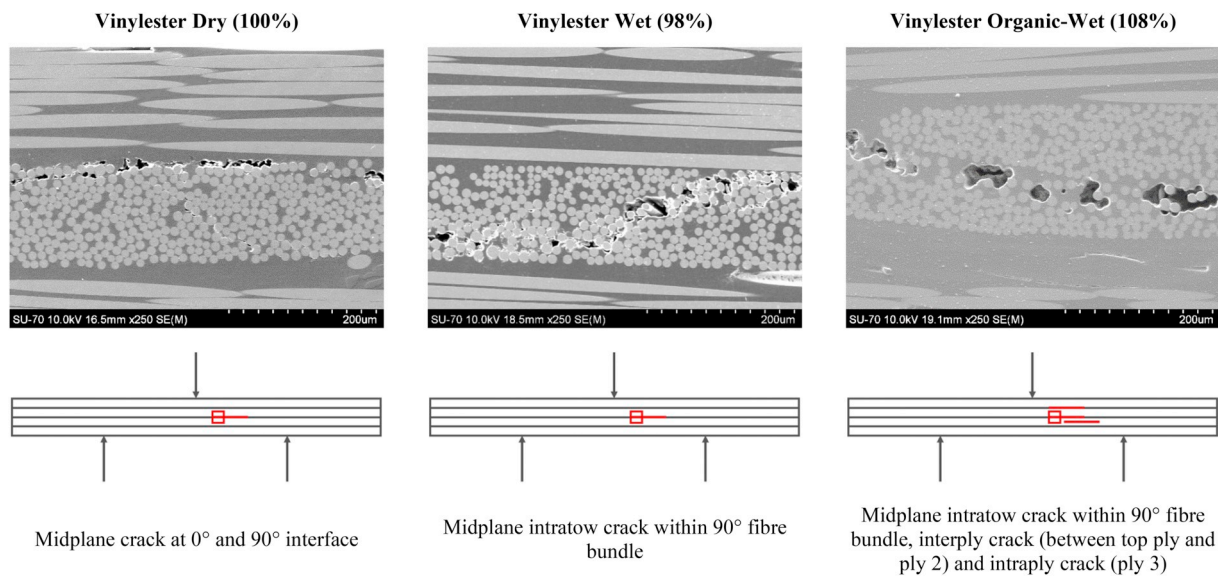 Vinylester Dry (100%)
Vinylester Wet (98%)
Vinylester Organic-Wet (108%)
SU-70 10.0kV 16.5mm x250 SE(M)
200um
SU-70 10.0kV 18.5mm x250 SE(M)
200um
SU-70 10.0kV 19.1mm x250 SE(M)
200um
Midplane crack at 0° and 90° interface
Midplane intratow crack within 90° fibre
bundle
Midplane intratow crack within 90° fibre
bundle, interply crack (between top ply and
ply 2) and intraply crack (ply 3)